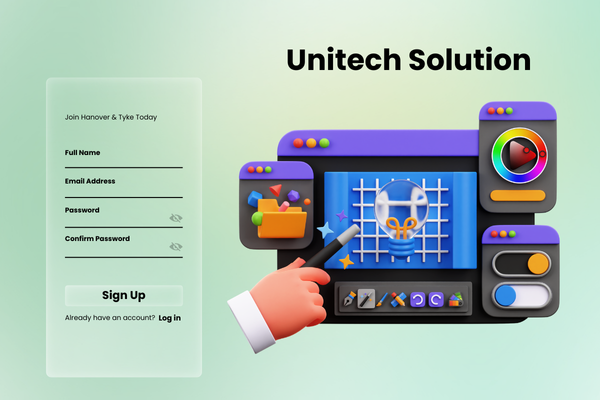 Unitech Solution
Join Hanover & Tyke Today
Full Name
Email Address
Password
Confirm Password
Sign Up
Already have an account? Log in